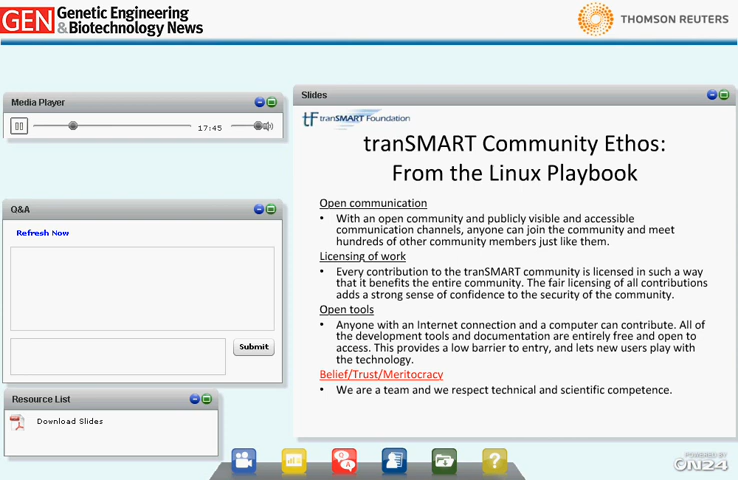 GEN Genetic Engineering
&Biotechnology News
THOMSON REUTERS
Media Player
17:45
Q&A
Refresh Now
Submit
Resource List
Download Slides
Slides
tF tranSMART Foundation
tranSMART Community Ethos:
From the Linux Playbook
Open communication
• With an open community and publicly visible and accessible
communication channels, anyone can join the community and meet
hundreds of other community members just like them.
Licensing of work
• Every contribution to the tranSMART community is licensed in such a way
that it benefits the entire community. The fair licensing of all contributions
adds a strong sense of confidence to the security of the community.
Open tools
• Anyone with an Internet connection and a computer can contribute. All of
the development tools and documentation are entirely free and open to
access. This provides a low barrier to entry, and lets new users play with
the technology.
Belief/Trust/Meritocracy
• We are a team and we respect technical and scientific competence.
Q
A
?
POWERED BY
ON24